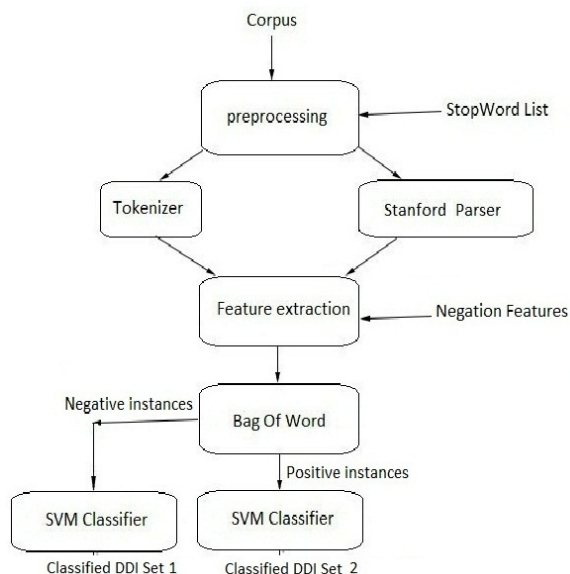 Corpus
preprocessing
StopWord List
Tokenizer
Stanford Parser
Feature extraction
Negation Features
Negative instances
Bag Of Word
Positive instances
SVM Classifier
SVM Classifier
Classified DDI Set 1
Classified DDI Set 2